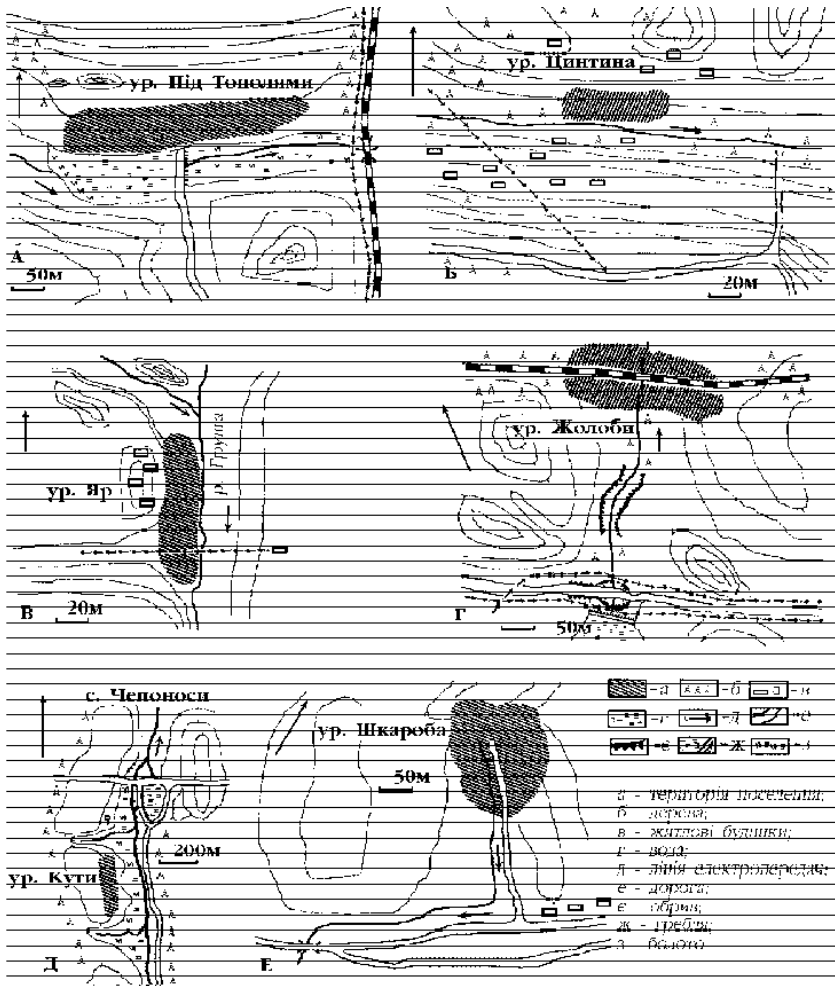 ур. Під Тополями
А
50м
ур. Цинтина
Б
20м
ур. Яр
р. Груша
В
20м
ур. Жолоби
Г
50м
с. Чепоноси
ур. Кути
200м
Д
ур. Шкароба
50м
Е
-а -б -в
-г -д -е
-є -ж -з
а - територія поселення;
б - дерева;
в - житлові будинки;
г - вода;
д - лінія електропередач;
е - дорога;
є - обрив;
ж - гребля;
з - болото